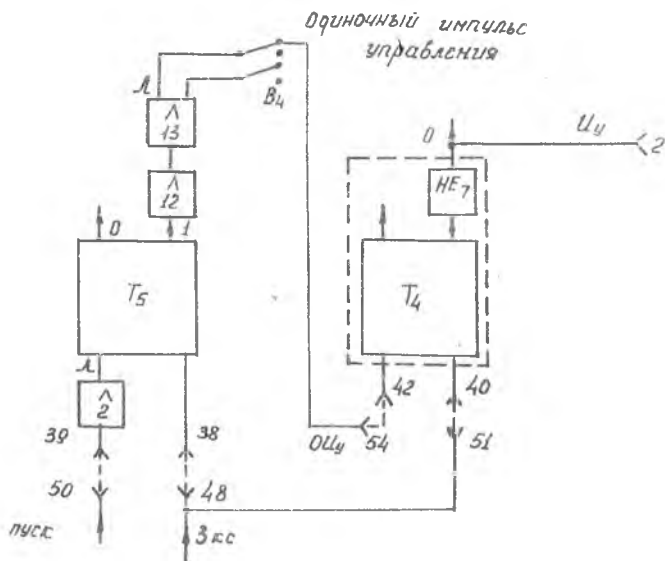 Одиночный импульс
управления
Л
В4
Λ
13
0
Uу
2
Λ
12
НЕ7
0
1
Т5
Т4
Л
Λ
2
42
40
39
38
ОUу
54
51
50
48
пуск
3кс